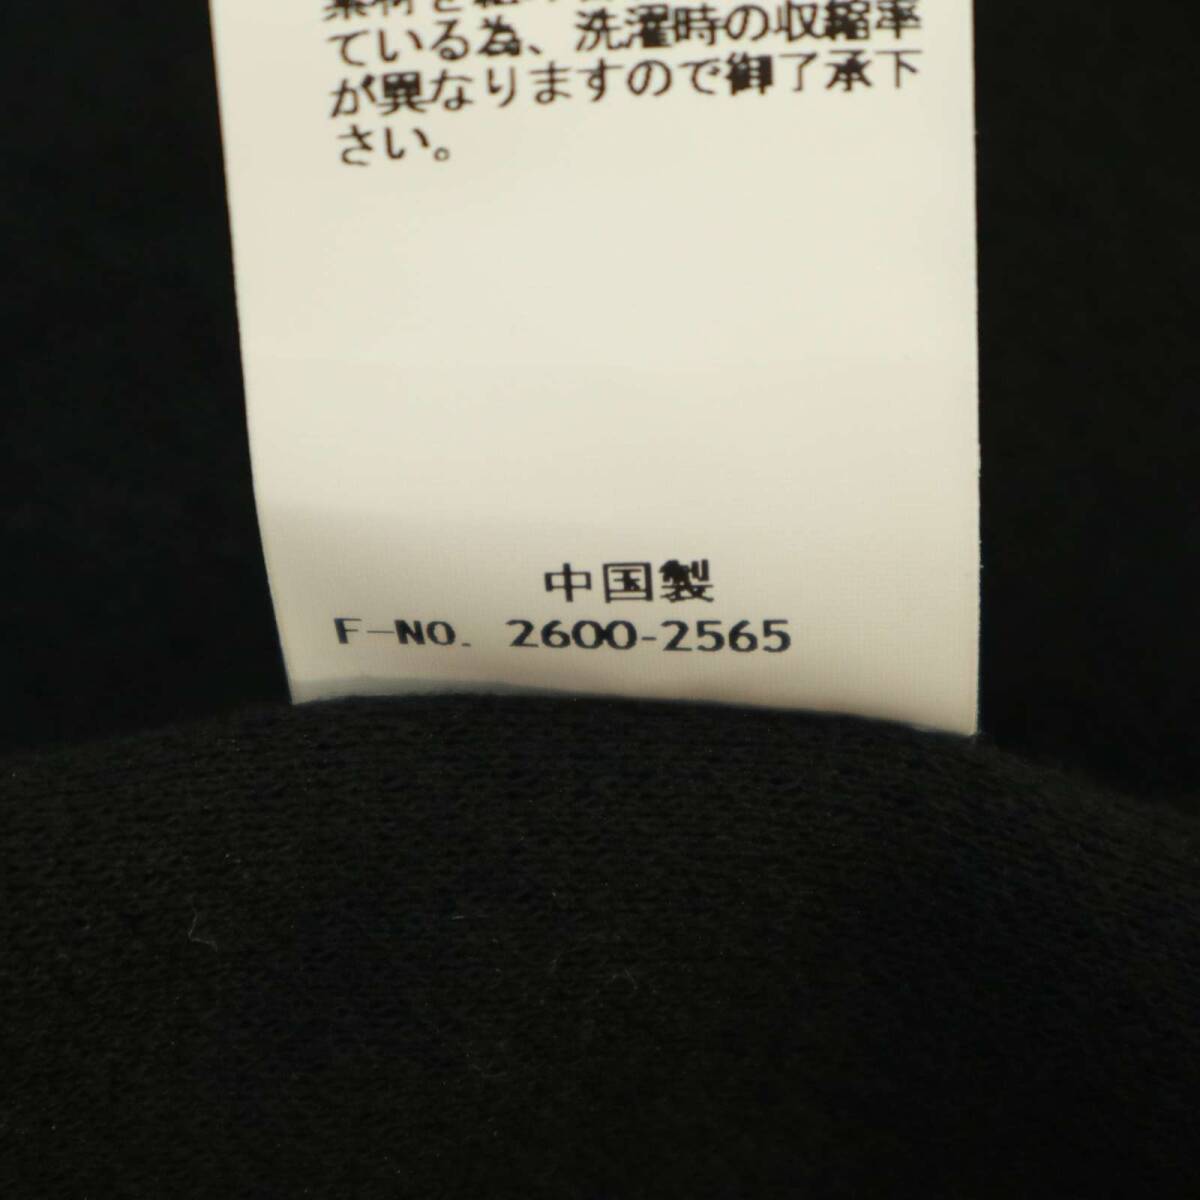 ている為、洗濯時の収縮率
が異なりますので御了承下
さい。
中国製
F-NO. 2600-2565